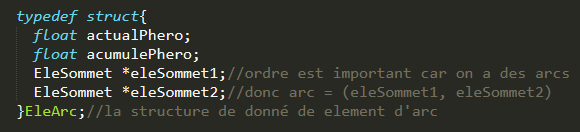 typedef struct{
  float actualPhero;
  float acumulePhero;
  EleSommet *eleSommet1;//ordre est important car on a des arcs
  EleSommet *eleSommet2;//donc arc = (eleSommet1, eleSommet2)
}EleArc;//la structure de donné de element d'arc